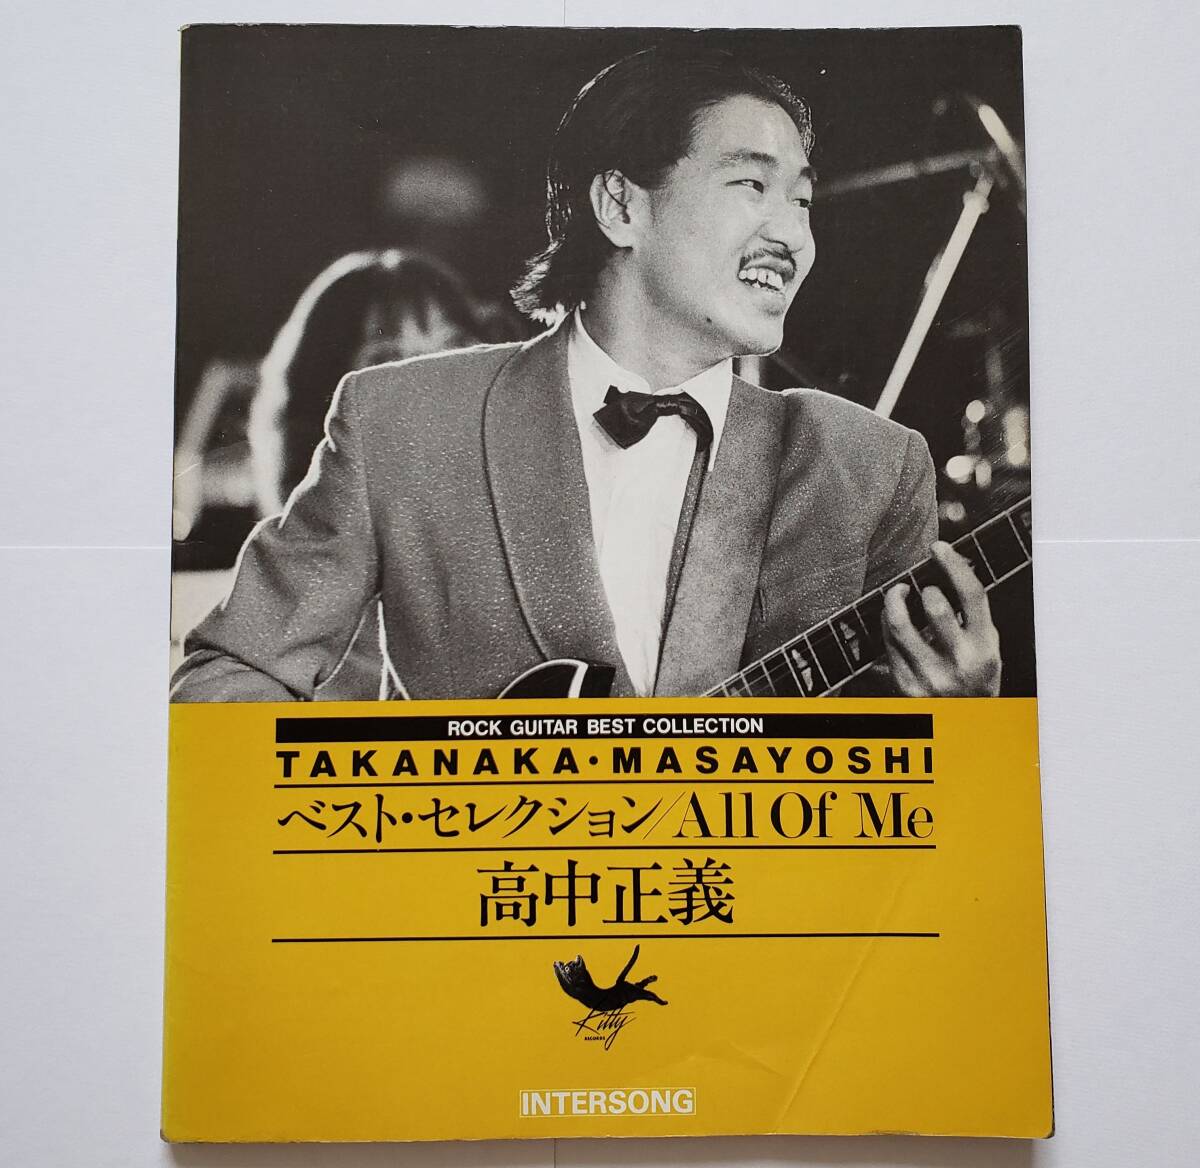 ROCK GUITAR BEST COLLECTION
TAKANAKA・MASAYOSHI
ベスト・セレクション/All Of Me
高中正義
Kitty
RECORDS
INTERSONG